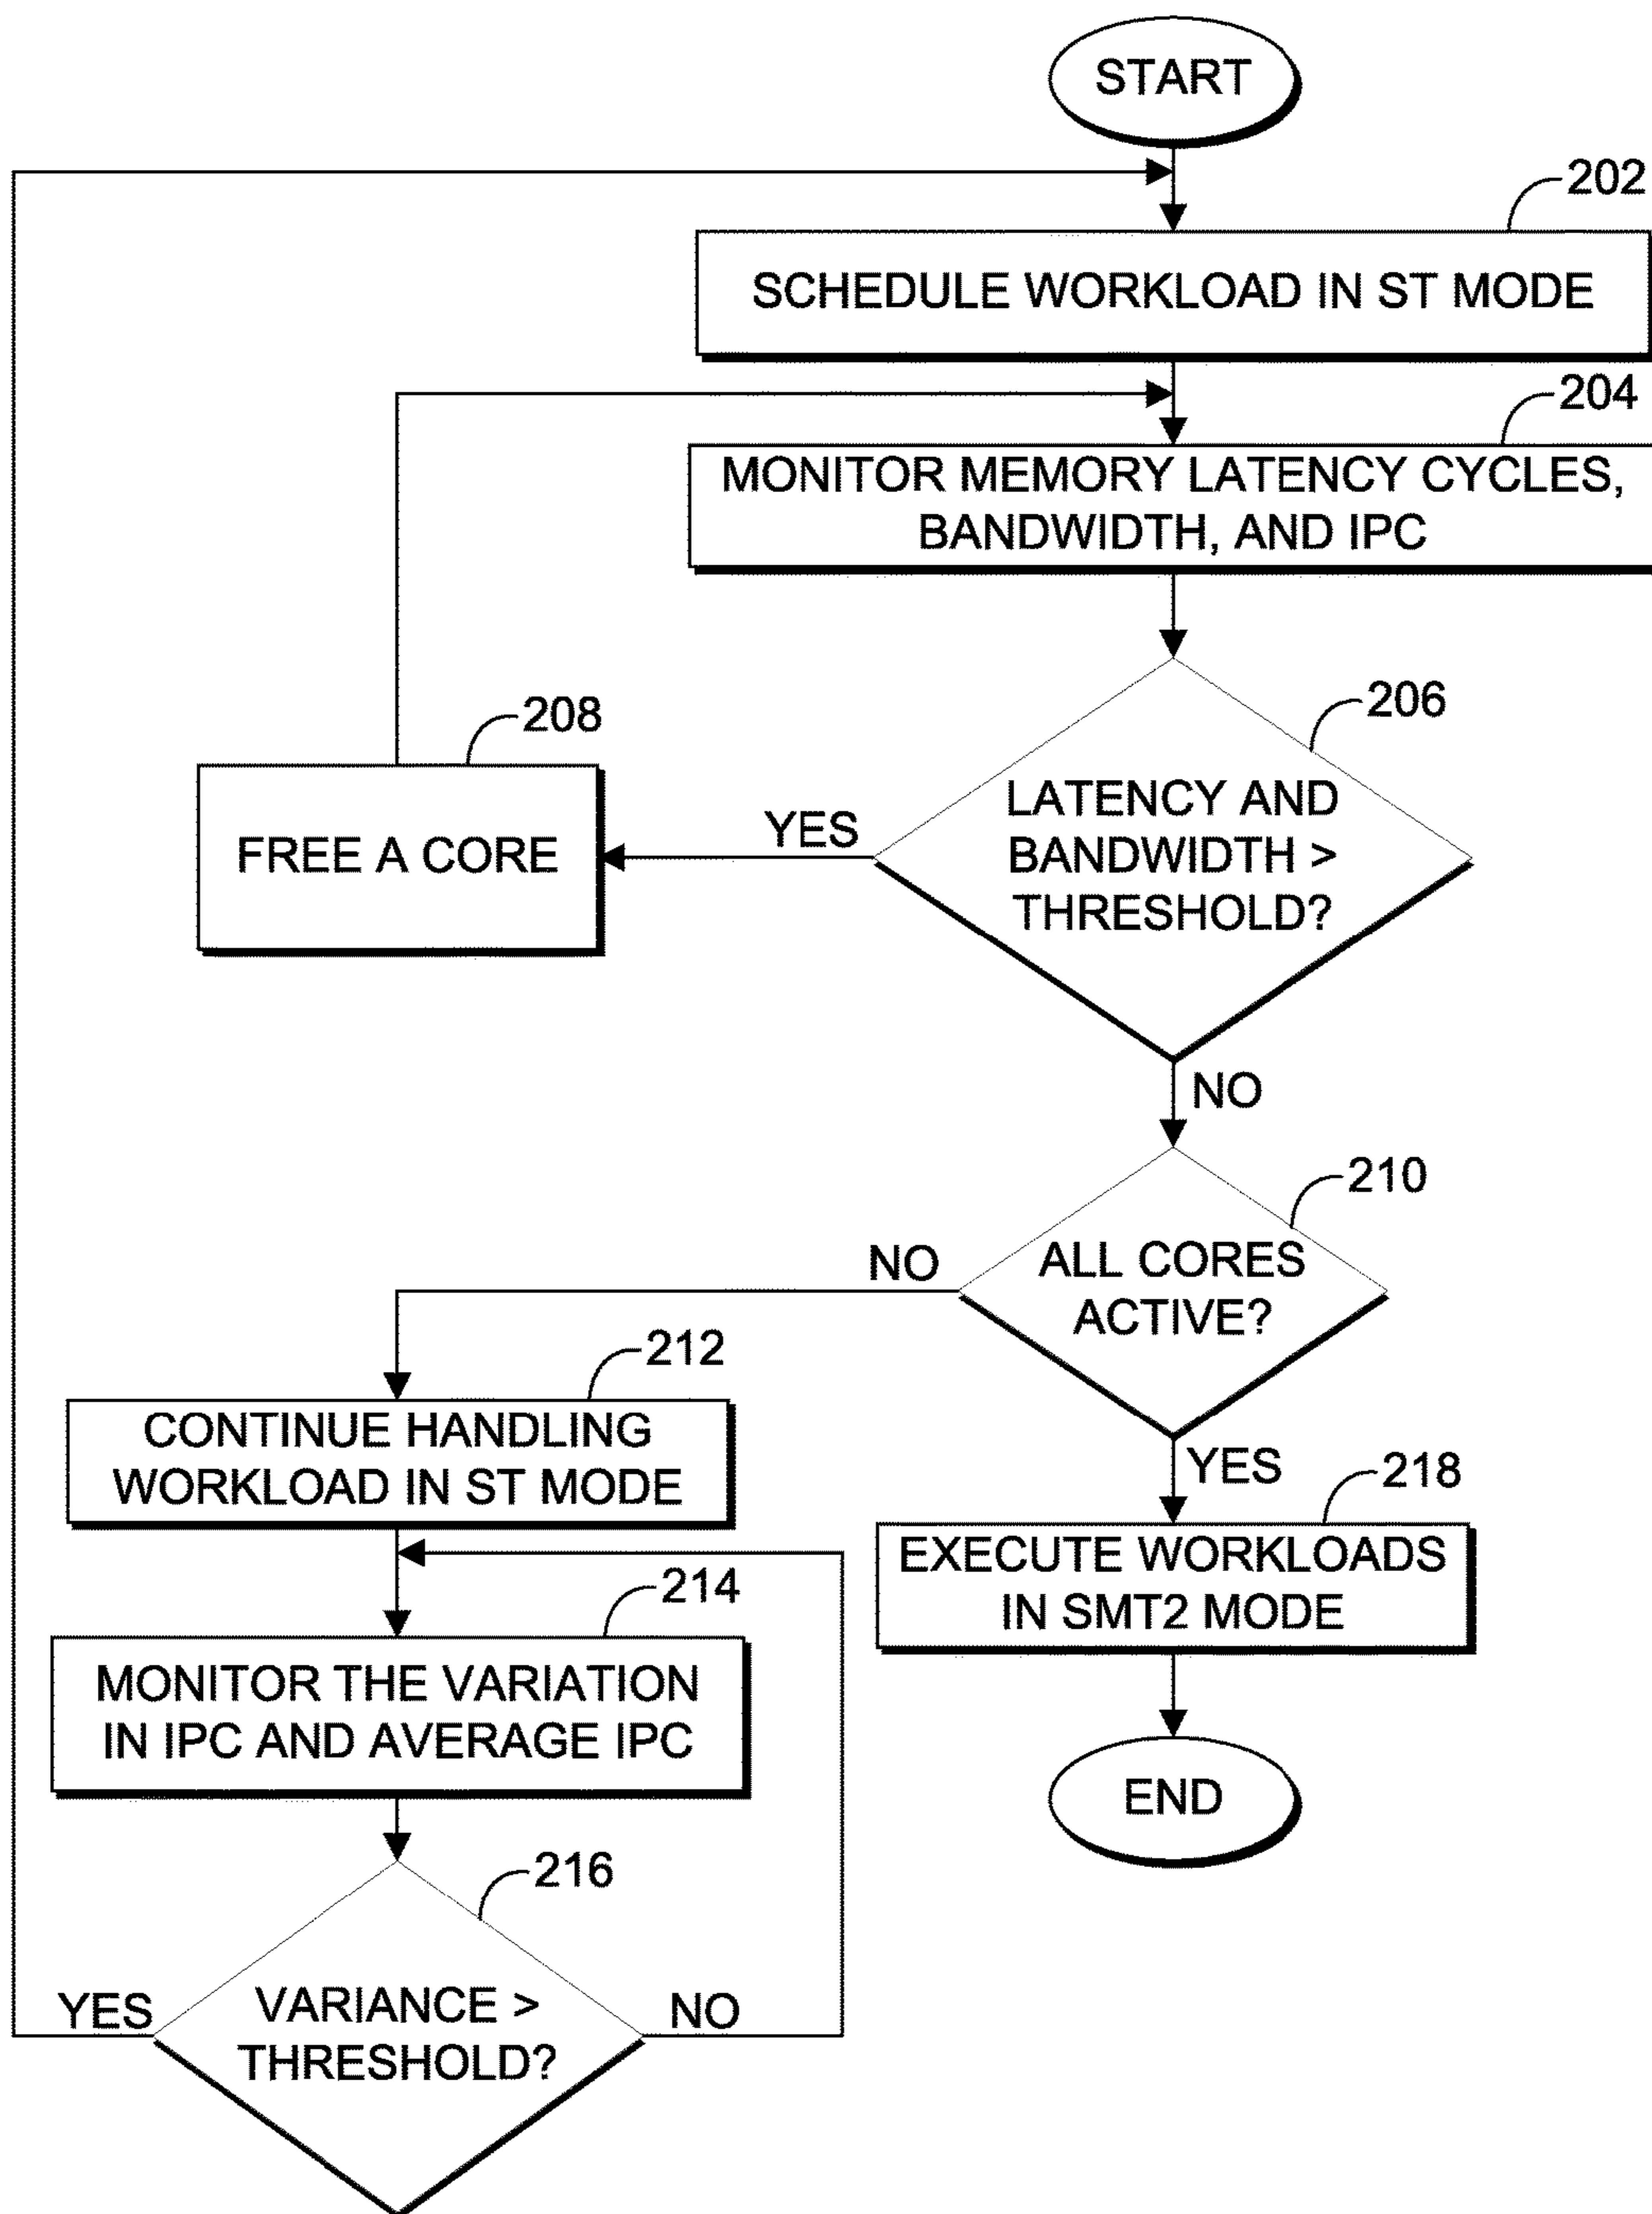 START
202
SCHEDULE WORKLOAD IN ST MODE
204
MONITOR MEMORY LATENCY CYCLES,
BANDWIDTH, AND IPC
206
LATENCY AND
BANDWIDTH >
THRESHOLD?
YES
208
FREE A CORE
NO
210
ALL CORES
ACTIVE?
NO
212
CONTINUE HANDLING
WORKLOAD IN ST MODE
214
MONITOR THE VARIATION
IN IPC AND AVERAGE IPC
216
VARIANCE >
THRESHOLD?
YES
NO
YES
218
EXECUTE WORKLOADS
IN SMT2 MODE
END